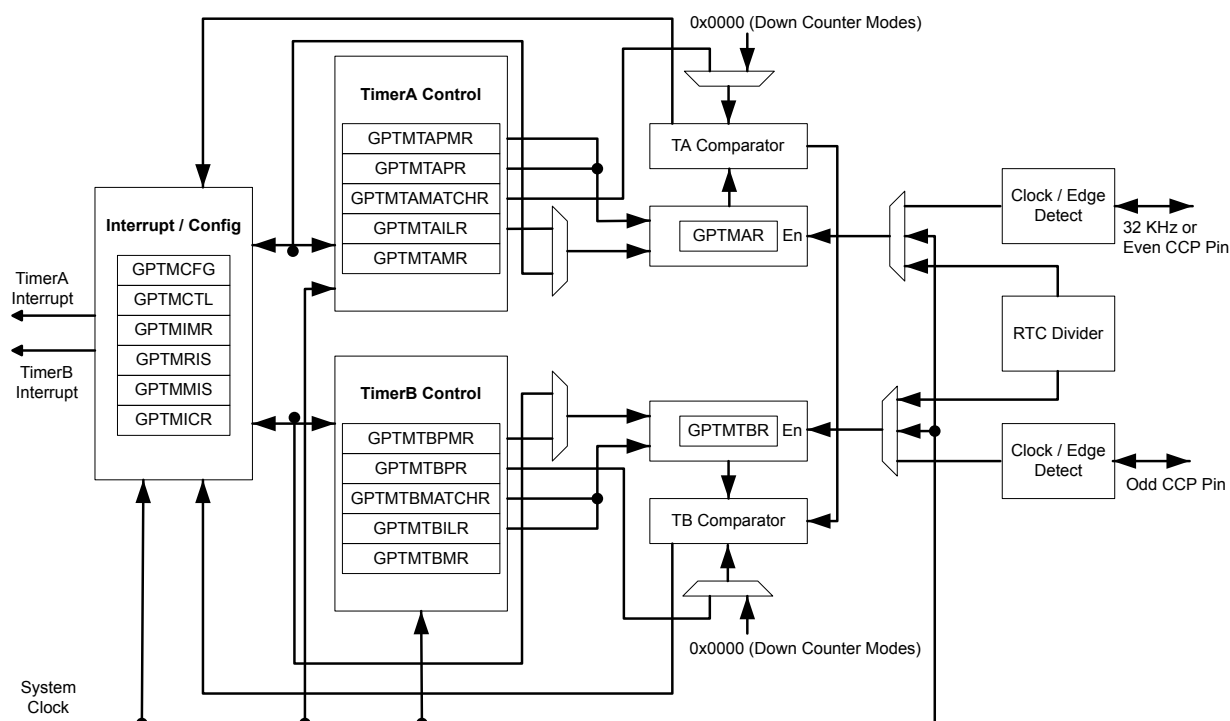 0x0000 (Down Counter Modes)
TimerA Control
GPTMTAPMR
GPTMTAPR
GPTMTAMATCHR
GPTMTAILR
GPTMTAMR
TA Comparator
GPTMAR
En
Clock / Edge
Detect
32 KHz or
Even CCP Pin
Interrupt / Config
GPTMCFG
GPTMCTL
GPTMIMR
GPTMRIS
GPTMMIS
GPTMICR
TimerA
Interrupt
TimerB
Interrupt
RTC Divider
TimerB Control
GPTMTBPMR
GPTMTBPR
GPTMTBMATCHR
GPTMTBILR
GPTMTBMR
GPTMTBR
En
TB Comparator
Clock / Edge
Detect
Odd CCP Pin
0x0000 (Down Counter Modes)
System
Clock